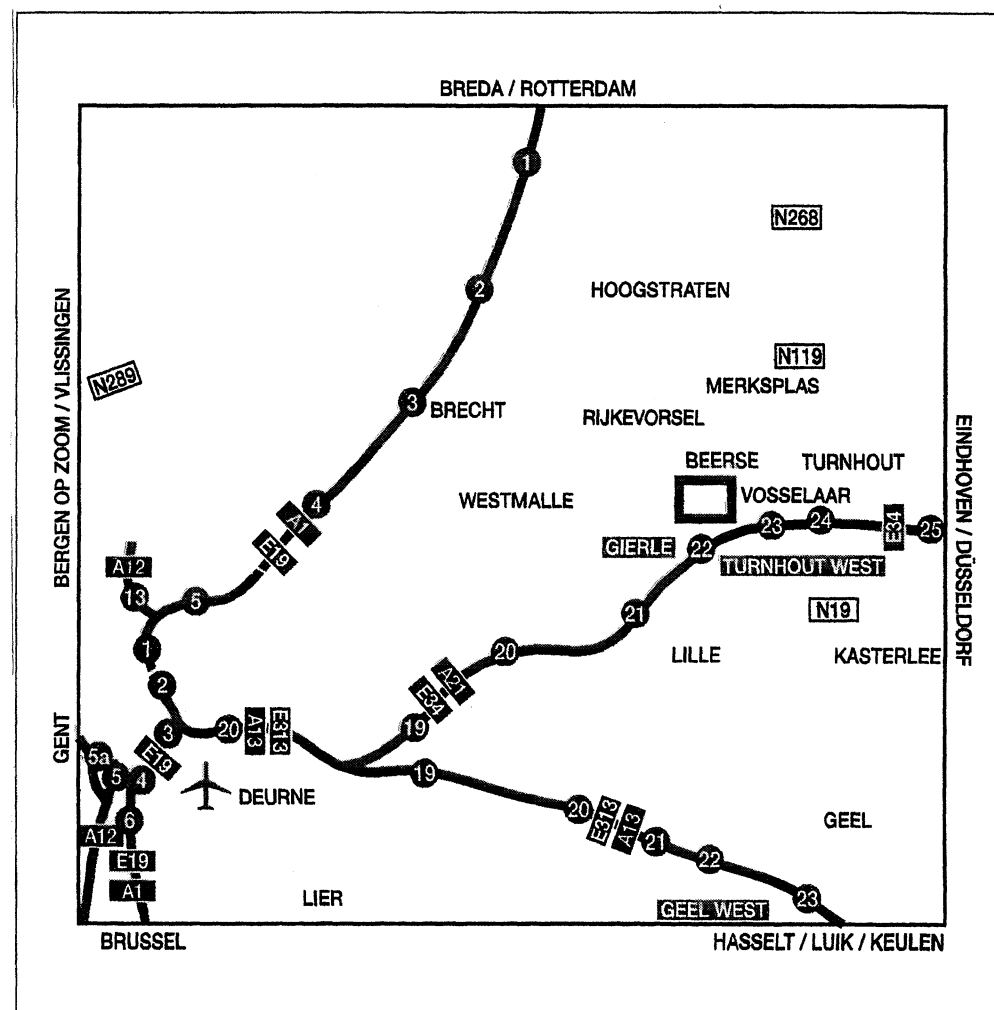 BREDA / ROTTERDAM
1
N268
2
HOOGSTRATEN
BERGEN OP ZOOM / VLISSINGEN
N289
N119
MERKSPLAS
3
BRECHT
RIJKEVORSEL
EINDHOVEN / DÜSSELDORF
BEERSE
TURNHOUT
4
WESTMALLE
VOSSELAAR
A1
E19
23
24
E34
25
GIERLE
22
TURNHOUT WEST
A12
13
5
21
N19
1
20
LILLE
KASTERLEE
2
A21
E34
GENT
3
20
A13
E313
19
E19
5a
5
4
DEURNE
19
6
20
E313
A13
GEEL
A12
21
E19
22
A1
LIER
GEEL WEST
23
BRUSSEL
HASSELT / LUIK / KEULEN